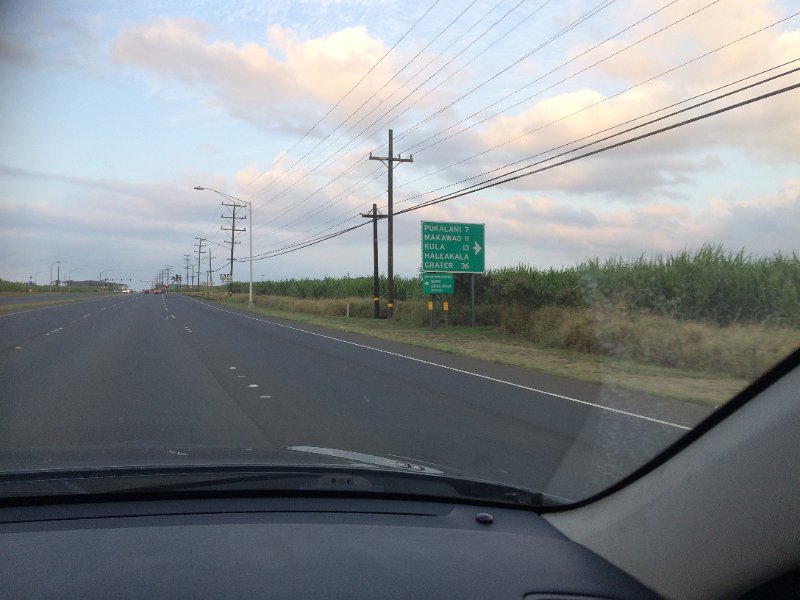 PUKALANI 7
MAKAWAO 11
KULA 13
HALEAKALA
CRATER 36